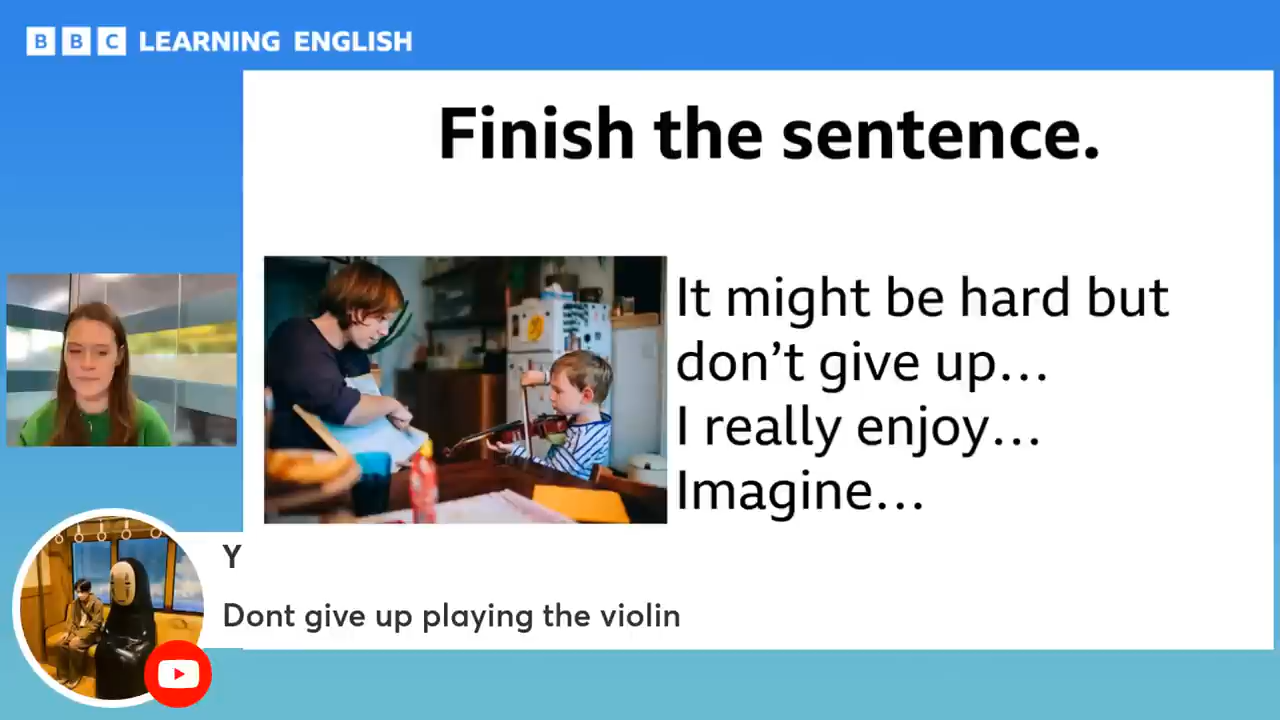 BBC LEARNING ENGLISH
Finish the sentence.
It might be hard but
don't give up...
I really enjoy...
Imagine...
Y
Dont give up playing the violin